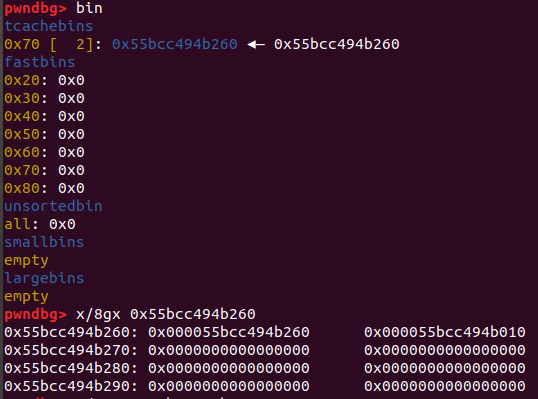 pwndbg> bin
tcachebins
0x70 [  2]: 0x55bcc494b260 ◂— 0x55bcc494b260
fastbins
0x20: 0x0
0x30: 0x0
0x40: 0x0
0x50: 0x0
0x60: 0x0
0x70: 0x0
0x80: 0x0
unsortedbin
all: 0x0
smallbins
empty
largebins
empty
pwndbg> x/8gx 0x55bcc494b260
0x55bcc494b260: 0x000055bcc494b260      0x000055bcc494b010
0x55bcc494b270: 0x0000000000000000      0x0000000000000000
0x55bcc494b280: 0x0000000000000000      0x0000000000000000
0x55bcc494b290: 0x0000000000000000      0x0000000000000000